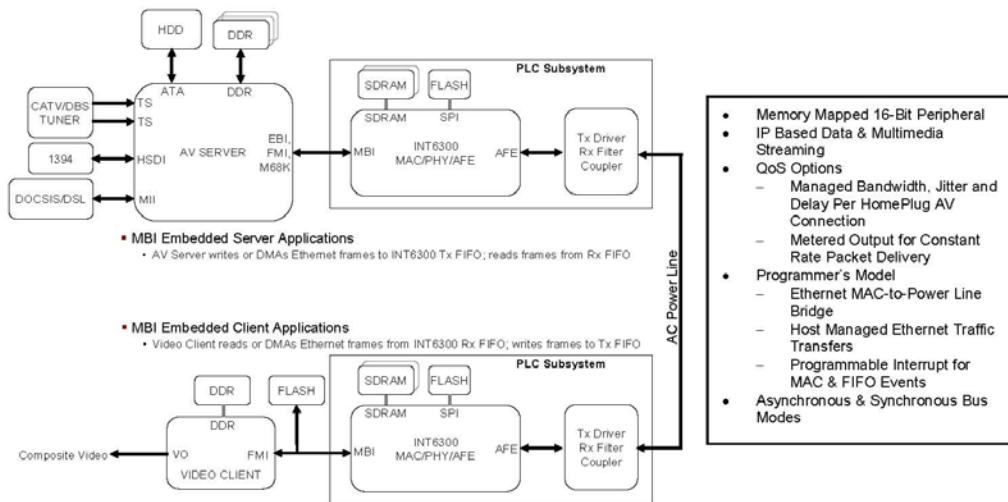 HDD
DDR
PLC Subsystem
SDRAM
FLASH
CATV/DBS
TUNER
TS
TS
ATA
DDR
SDRAM
SPI
1394
HSDI
AV SERVER
EBI,
FMI,
M68K
MBI
INT6300
MAC/PHY/AFE
AFE
Tx Driver
Rx Filter
Coupler
DOCSIS/DSL
MII
▪ MBI Embedded Server Applications
• AV Server writes or DMAs Ethernet frames to INT6300 Tx FIFO; reads frames from Rx FIFO
AC Power Line
▪ MBI Embedded Client Applications
• Video Client reads or DMAs Ethernet frames from INT6300 Rx FIFO; writes frames to Tx FIFO
PLC Subsystem
DDR
FLASH
SDRAM
FLASH
DDR
SDRAM
SPI
Composite Video
VO
FMI
VIDEO CLIENT
MBI
INT6300
MAC/PHY/AFE
AFE
Tx Driver
Rx Filter
Coupler
• Memory Mapped 16-Bit Peripheral
• IP Based Data & Multimedia
Streaming
• QoS Options
– Managed Bandwidth, Jitter and
Delay Per HomePlug AV
Connection
– Metered Output for Constant
Rate Packet Delivery
• Programmer's Model
– Ethernet MAC-to-Power Line
Bridge
– Host Managed Ethernet Traffic
Transfers
– Programmable Interrupt for
MAC & FIFO Events
• Asynchronous & Synchronous Bus
Modes